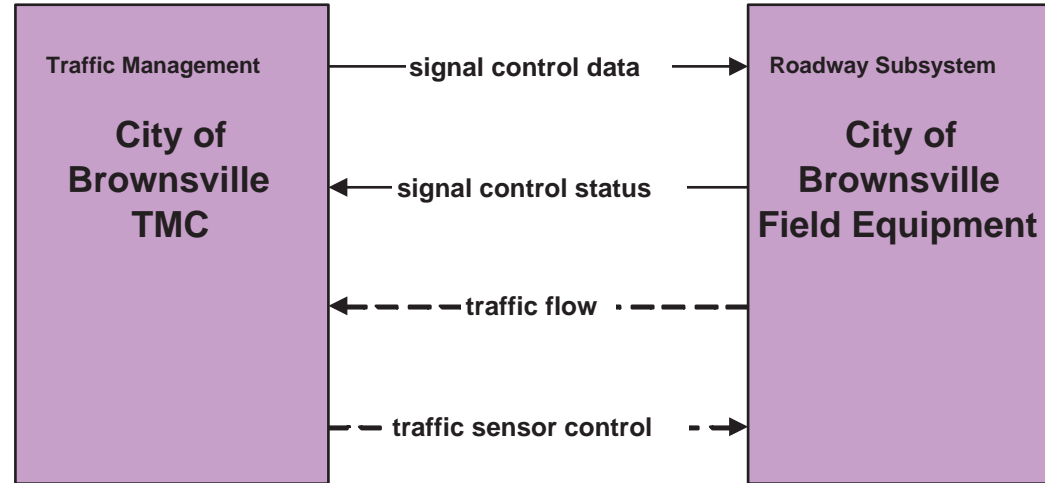 Traffic Management
City of
Brownsville
TMC
signal control data
signal control status
traffic flow
traffic sensor control
Roadway Subsystem
City of
Brownsville
Field Equipment